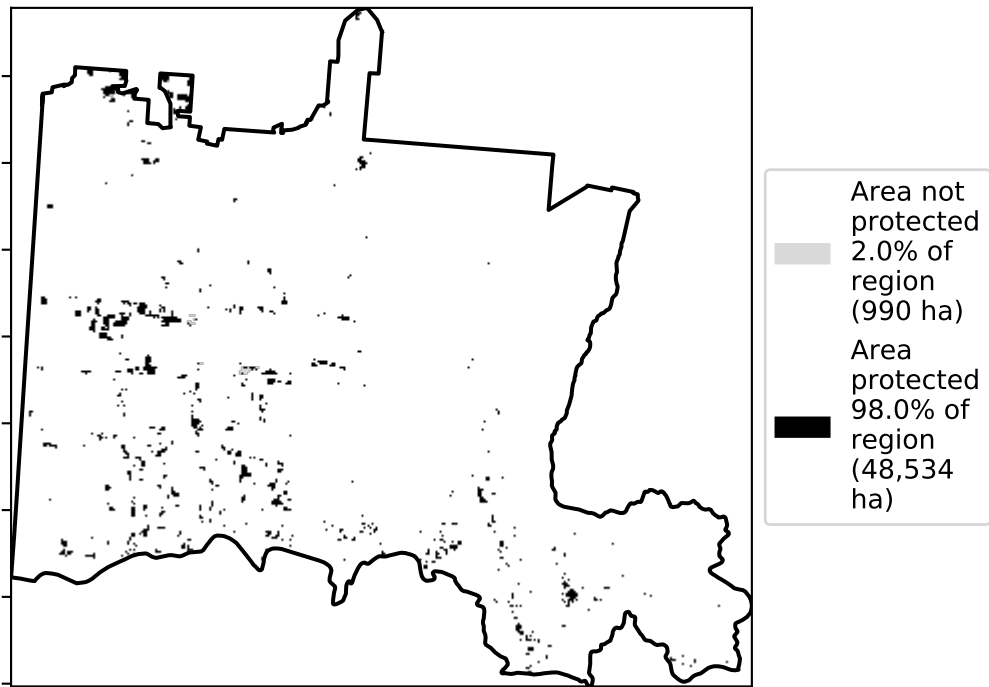 Area not
protected
2.0% of
region
(990 ha)
Area
protected
98.0% of
region
(48,534
ha)